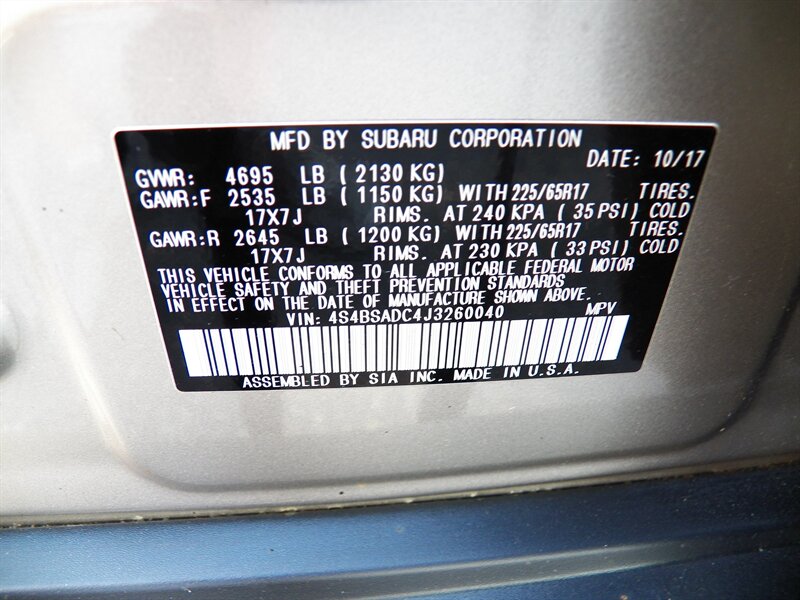 MFD BY SUBARU CORPORATION
DATE: 10/17
GVWR: 4695 LB ( 2130 KG)
GAWR:F 2535 LB ( 1150 KG) WITH 225/65R17 TIRES.
17X7J RIMS. AT 240 KPA ( 35 PSI) COLD
GAWR:R 2645 LB ( 1200 KG) WITH 225/65R17 TIRES.
17X7J RIMS. AT 230 KPA ( 33 PSI) COLD
THIS VEHICLE CONFORMS TO ALL APPLICABLE FEDERAL MOTOR
VEHICLE SAFETY AND THEFT PREVENTION STANDARDS
IN EFFECT ON THE DATE OF MANUFACTURE SHOWN ABOVE.
VIN: 4S4BSADC4J3260040 MPV
ASSEMBLED BY SIA INC. MADE IN U.S.A.